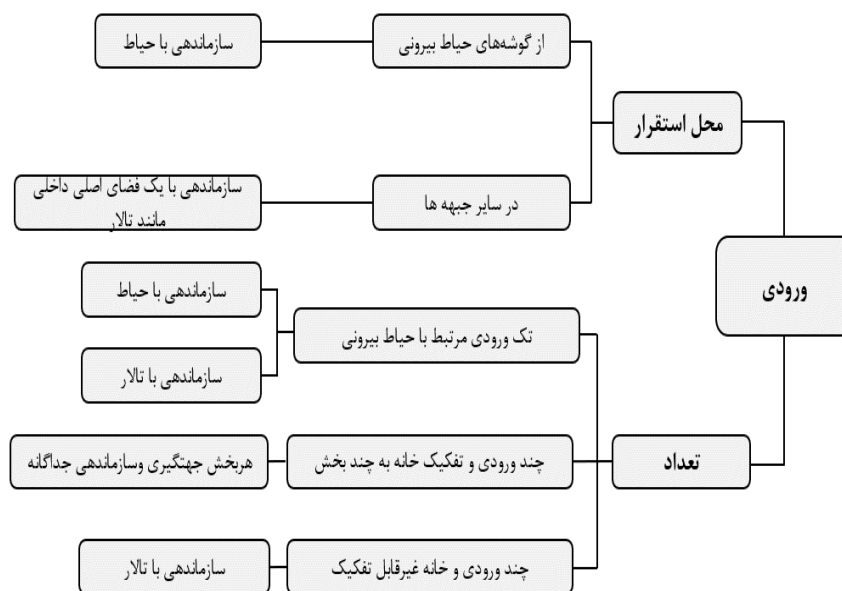 ورودی
محل استقرار
از گوشه‌های حیاط بیرونی
سازماندهی با حیاط
در سایر جبهه ها
سازماندهی با یک فضای اصلی داخلی
مانند تالار
تعداد
تک ورودی مرتبط با حیاط بیرونی
سازماندهی با حیاط
سازماندهی با تالار
چند ورودی و تفکیک خانه به چند بخش
هربخش جهتگیری وسازماندهی جداگانه
چند ورودی و خانه غیرقابل تفکیک
سازماندهی با تالار